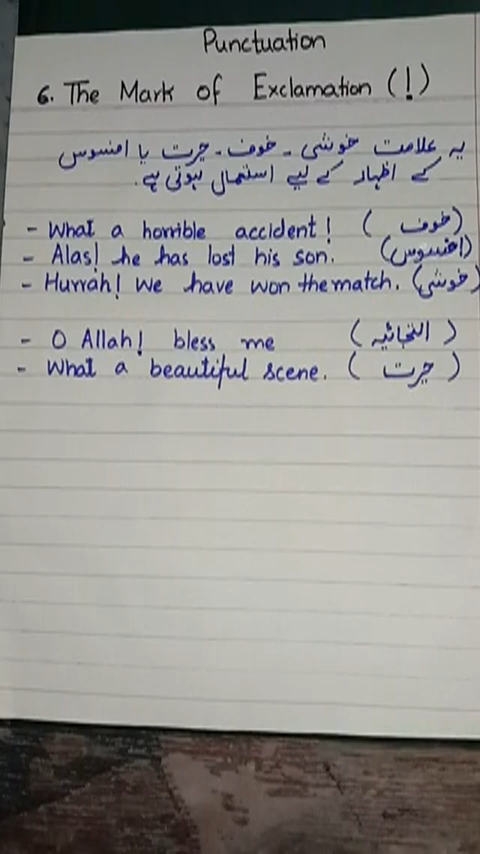 Punctuation
6. The Mark of Exclamation (!)
یہ علامت خوشی ۔ خوف ۔ حیرت یا افسوس
کے اظہار کے لیے استعمال ہوتی ہے۔
- What a horrible accident! (خوف)
- Alas! he has lost his son. (افسوس)
- Hurrah! We have won the match. (خوشی)
- O Allah! bless me (التجائیہ)
- What a beautiful scene. (حیرت)